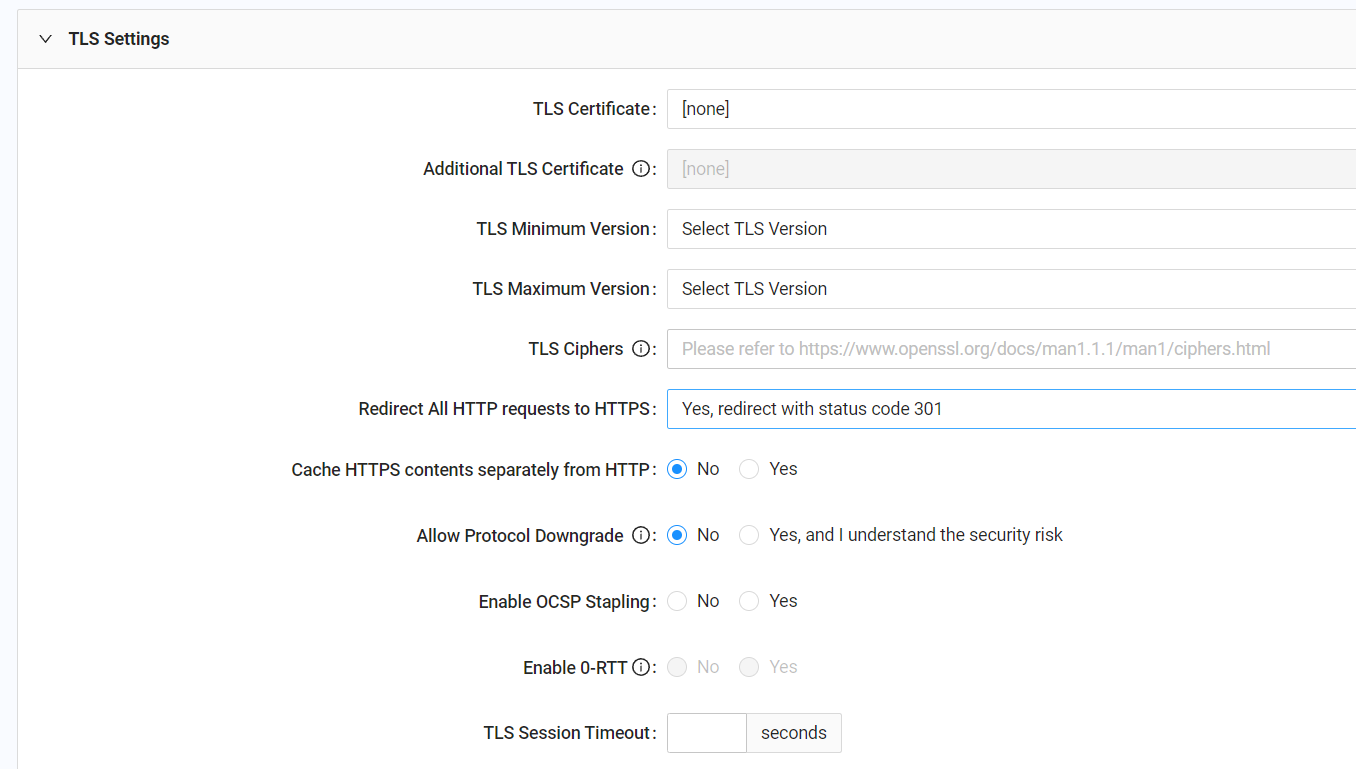 TLS Settings
TLS Certificate: [none]
Additional TLS Certificate : [none]
TLS Minimum Version: Select TLS Version
TLS Maximum Version: Select TLS Version
TLS Ciphers : Please refer to https://www.openssl.org/docs/man1.1.1/man1/ciphers.html
Redirect All HTTP requests to HTTPS: Yes, redirect with status code 301
Cache HTTPS contents separately from HTTP: No Yes
Allow Protocol Downgrade : No Yes, and I understand the security risk
Enable OCSP Stapling: No Yes
Enable 0-RTT : No Yes
TLS Session Timeout: seconds